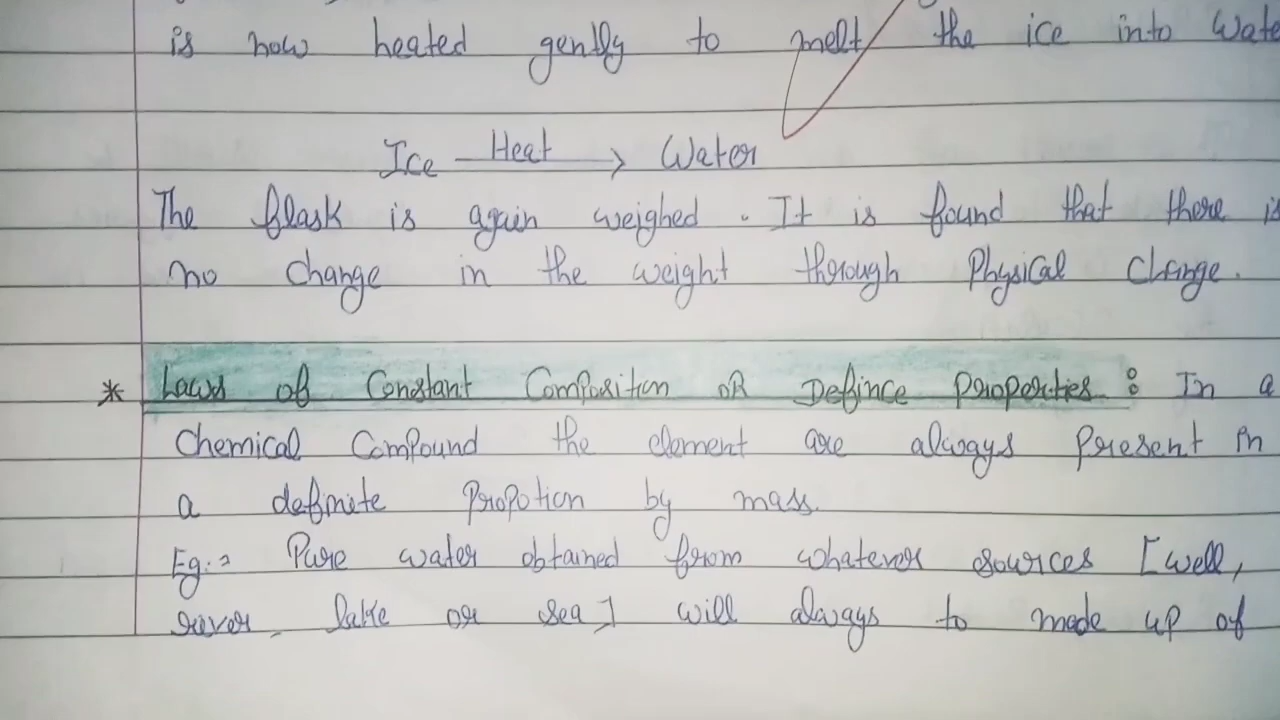 is now heated gently to melt the ice into Wate
Ice Heat → Water
The flask is again weighed. It is found that there is
no change in the weight through Physical Change.
* Laws of Constant Composition OR Defince Properties : In a
Chemical Compound the element are always Present in
a definite Propotion by mass.
Eg:- Pure water obtained from whatever sources [well,
rever, lake or sea] will always to made up of